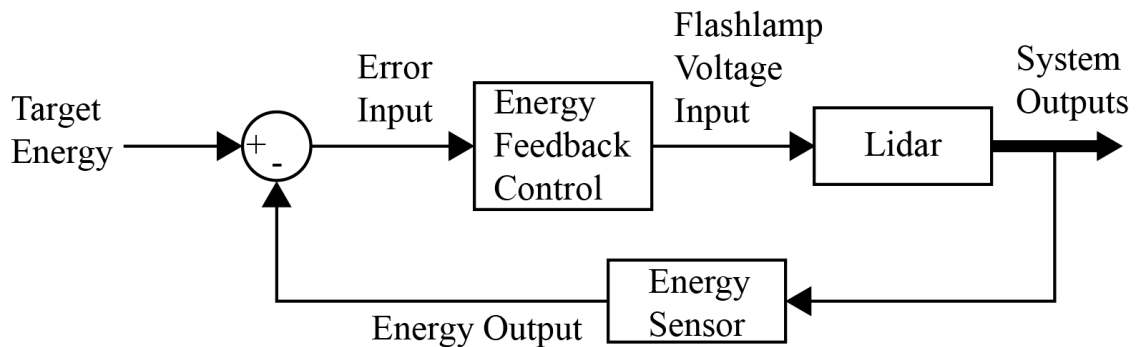 Target
Energy
+
-
Error
Input
Energy
Feedback
Control
Flashlamp
Voltage
Input
Lidar
System
Outputs
Energy
Sensor
Energy Output